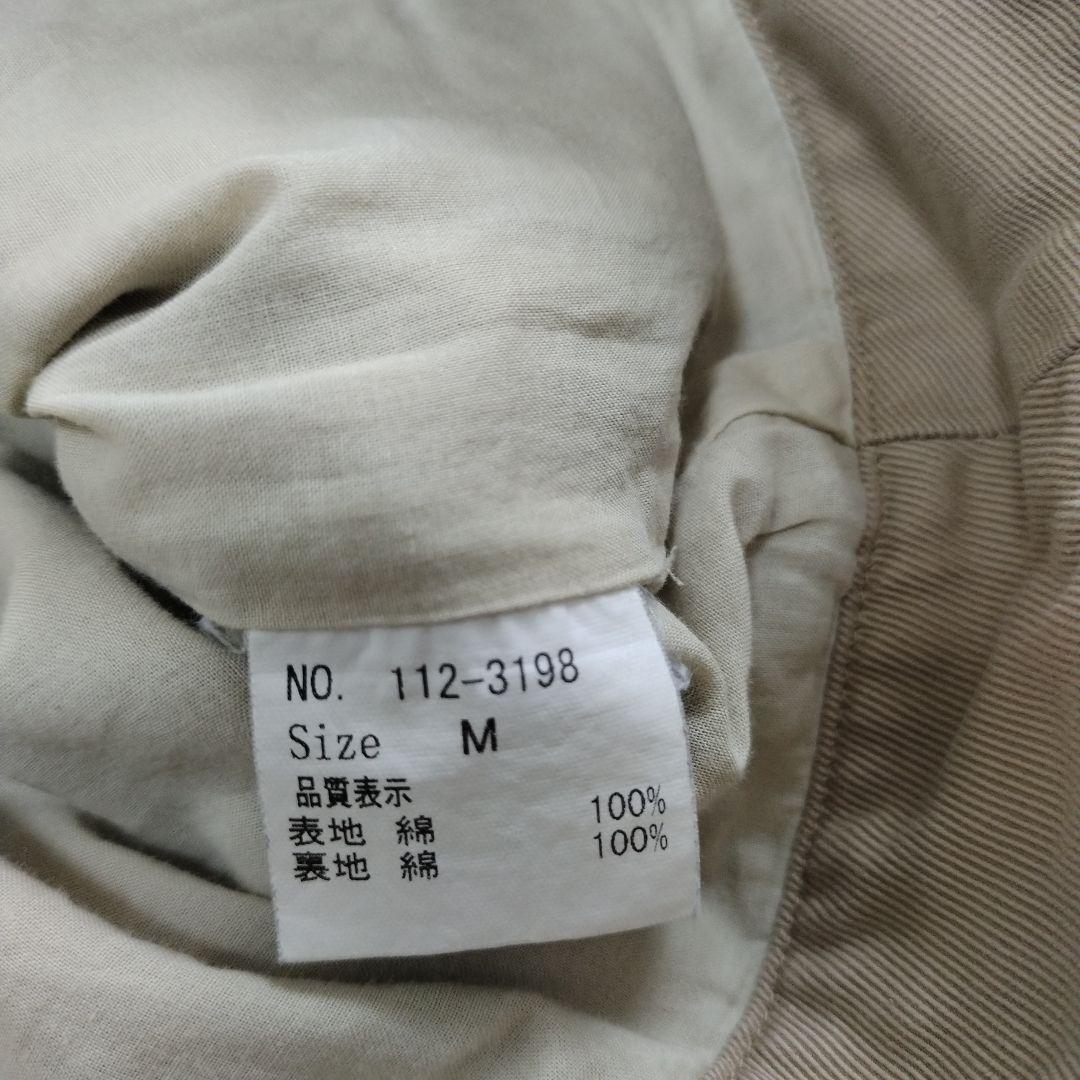 NO. 112-3198
Size M
品質表示
表地 綿 100%
裏地 綿 100%